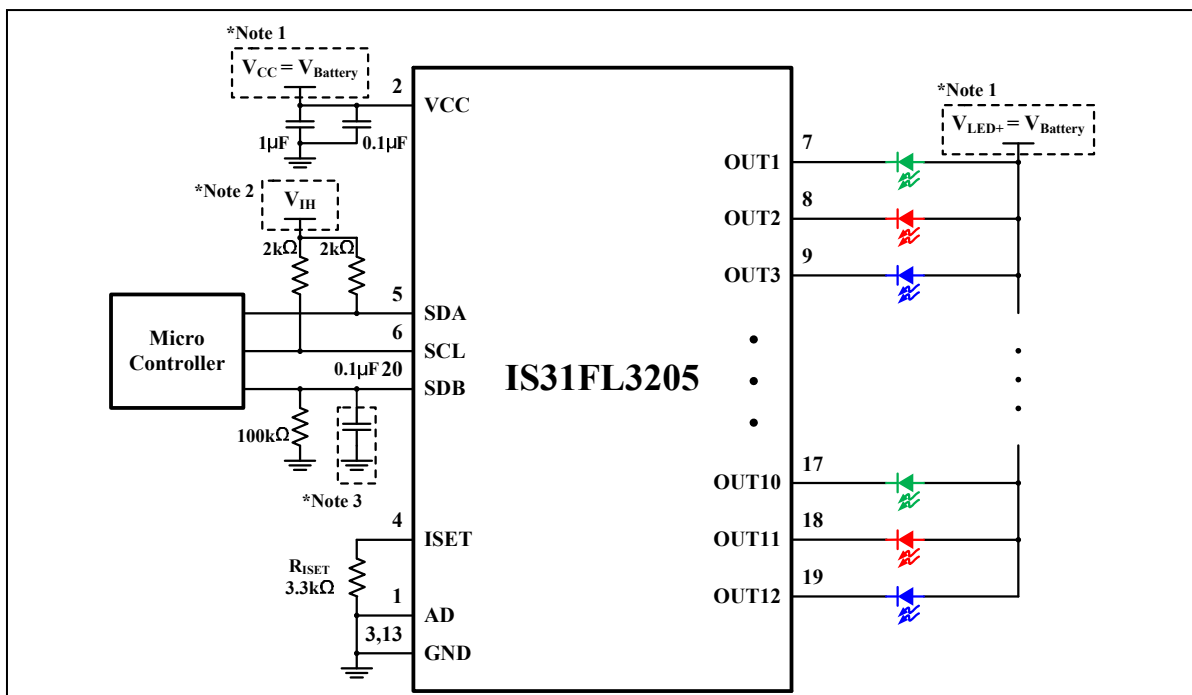 *Note 1
VCC = VBattery
2
VCC
1μF
0.1μF
*Note 2
VIH
2kΩ
2kΩ
5
SDA
6
SCL
0.1μF
20
SDB
Micro
Controller
100kΩ
*Note 3
4
ISET
RISET
3.3kΩ
1
AD
3,13
GND
IS31FL3205
*Note 1
VLED+ = VBattery
7
OUT1
8
OUT2
9
OUT3
17
OUT10
18
OUT11
19
OUT12